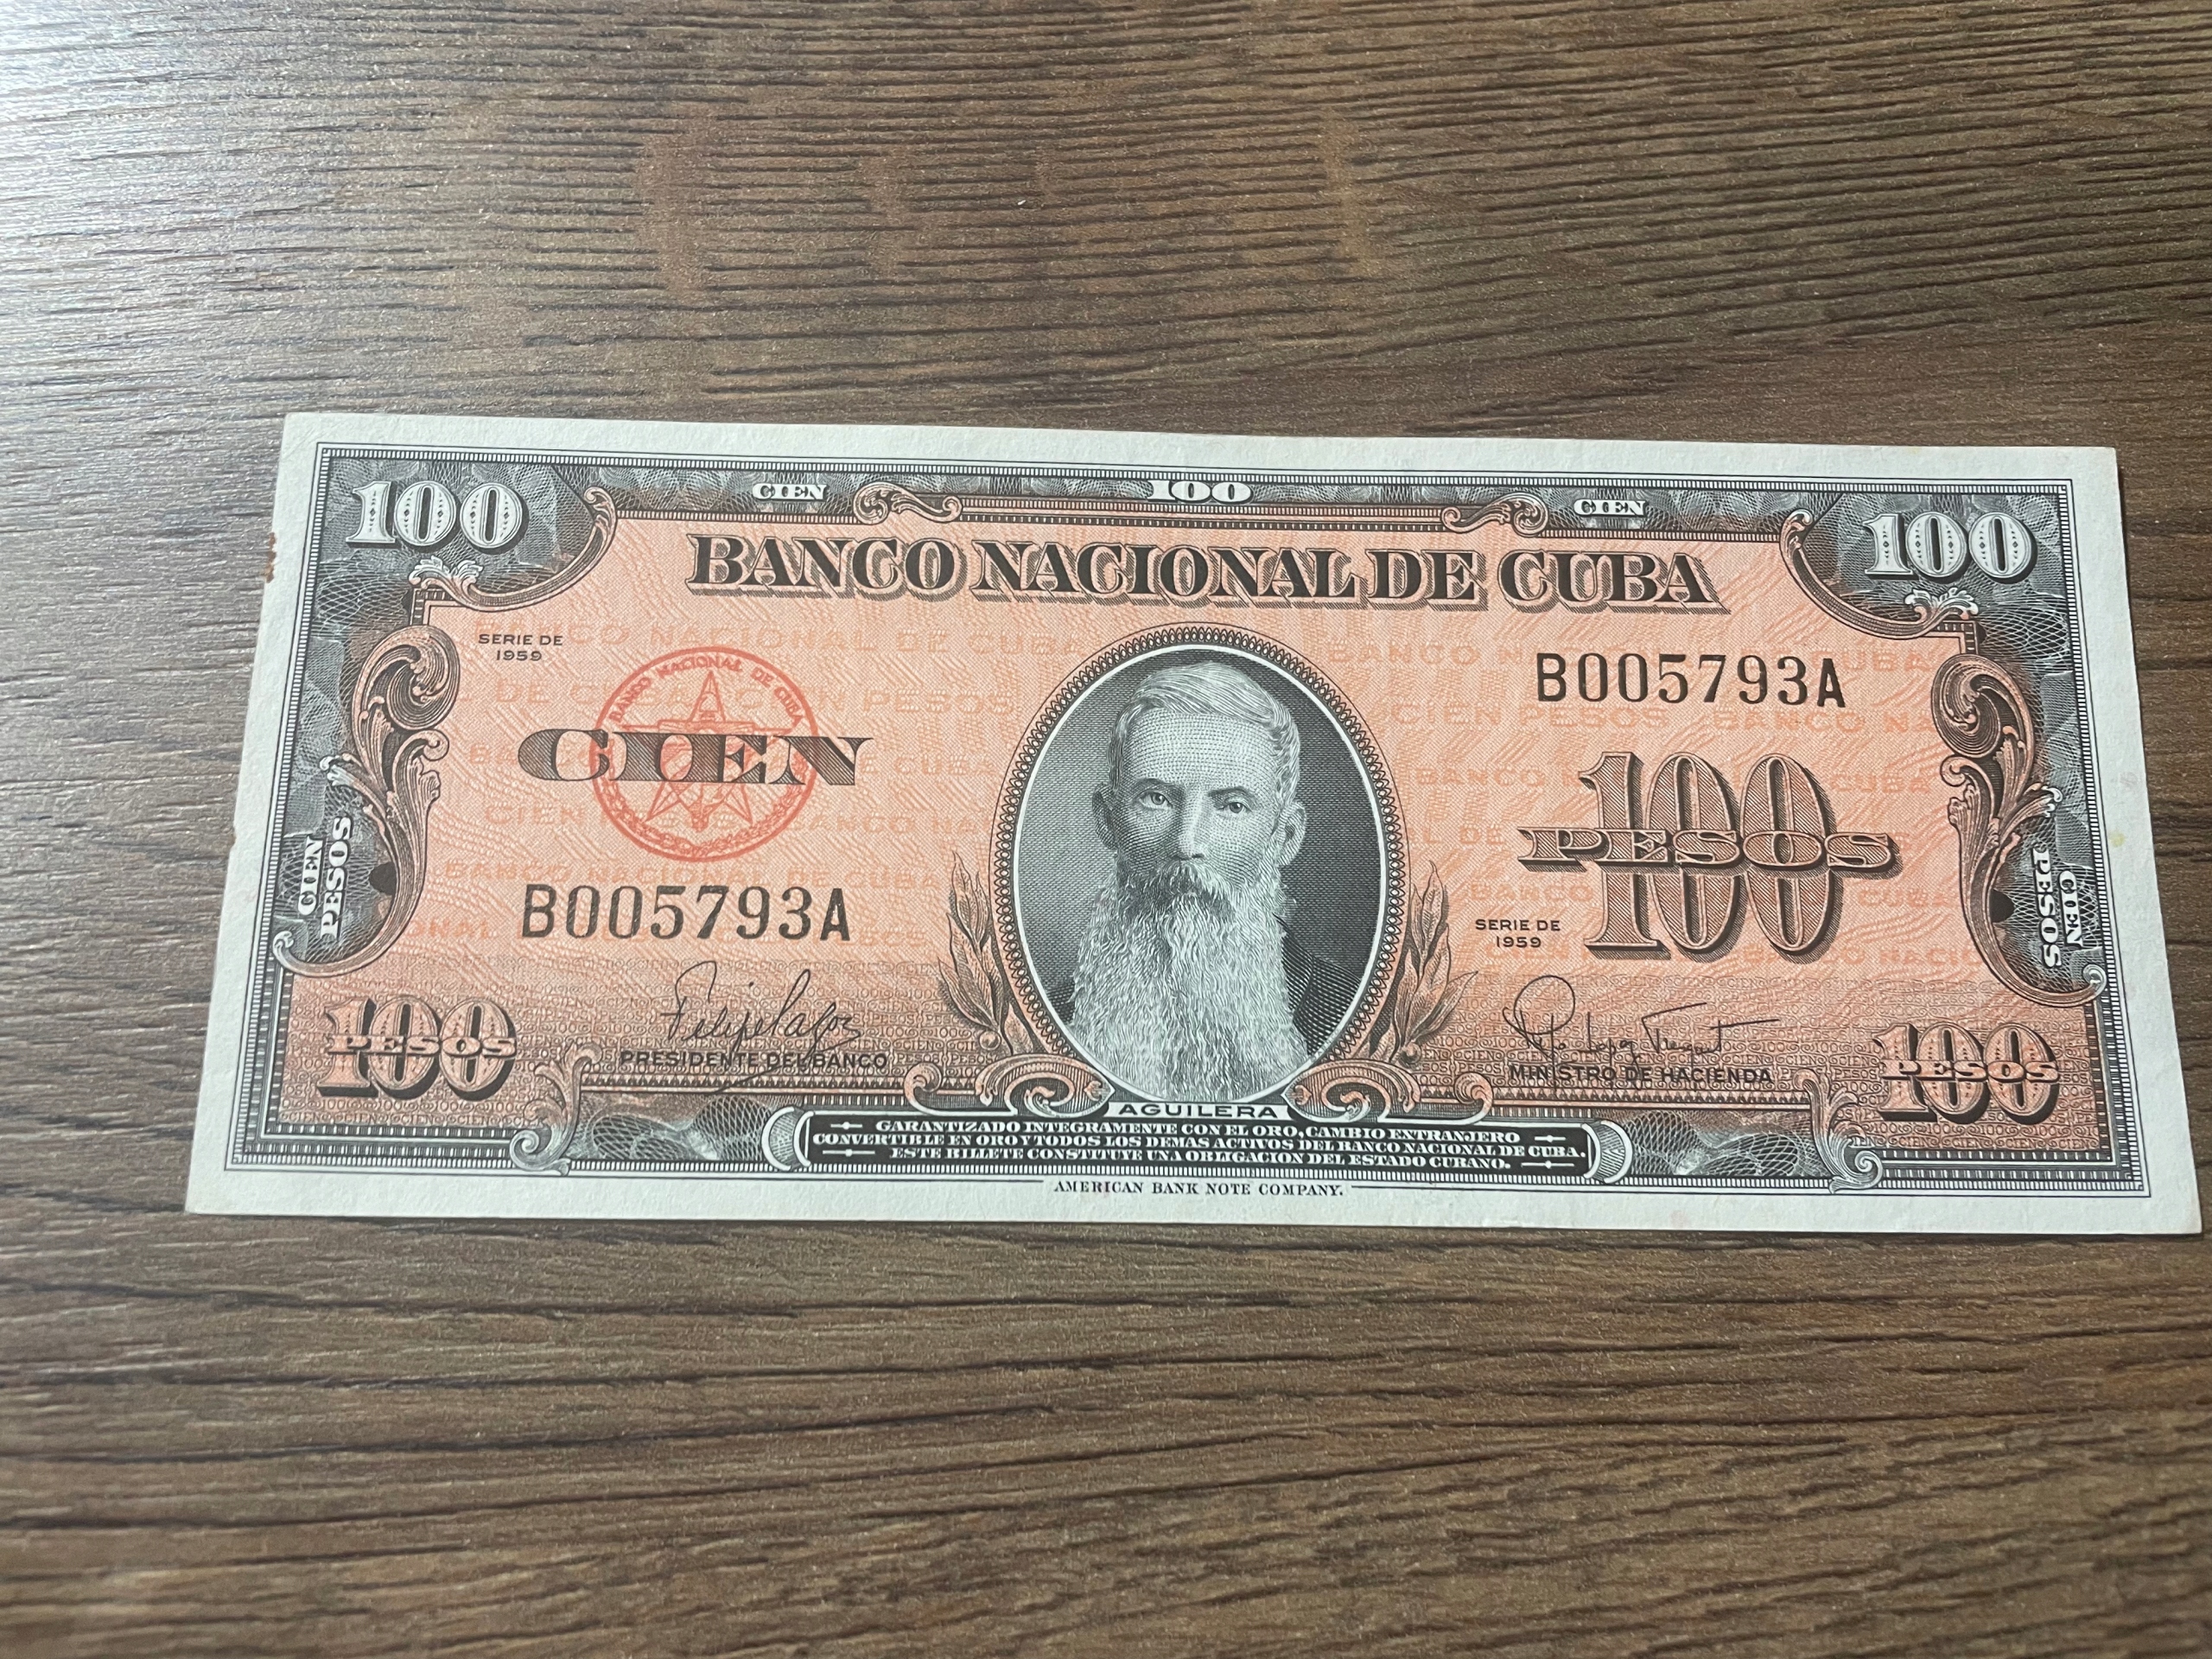 100 CIEN 100 CIEN 100
BANCO NACIONAL DE CUBA
SERIE DE
1959
BANCO NACIONAL DE CUBA
CIEN
B005793A
B005793A
100
PESOS
SERIE DE
1959
CIEN
PESOS
CIEN
PESOS
100
PESOS
PRESIDENTE DEL BANCO
MINISTRO DE HACIENDA
100
PESOS
AGUILERA
GARANTIZADO INTEGRAMENTE CON EL ORO, CAMBIO EXTRANJERO
CONVERTIBLE EN ORO Y TODOS LOS DEMAS ACTIVOS DEL BANCO NACIONAL DE CUBA.
ESTE BILLETE CONSTITUYE UNA OBLIGACION DEL ESTADO CUBANO.
AMERICAN BANK NOTE COMPANY.